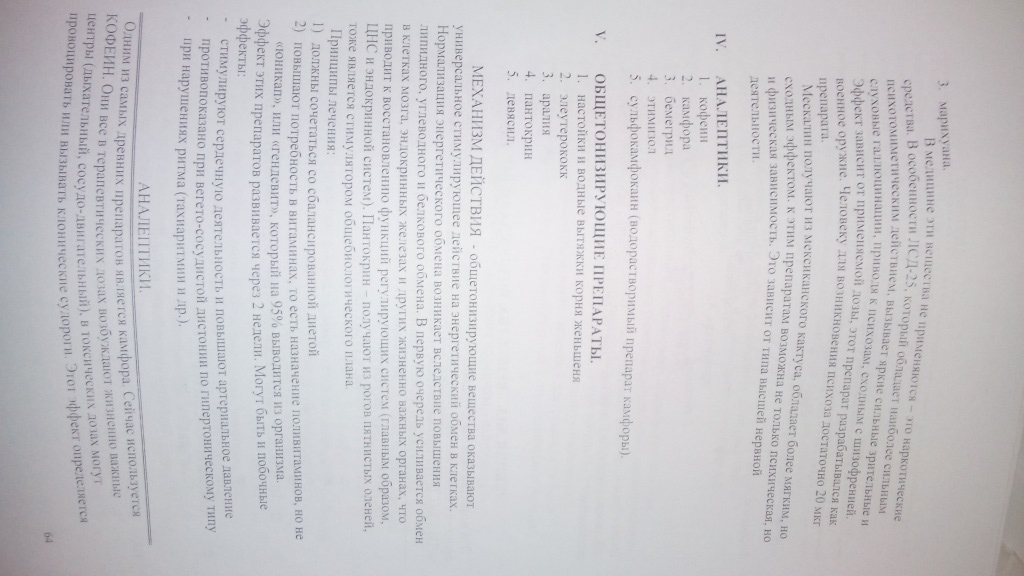 3. марихуана.
В медицине эти вещества не применяются – это наркотические
средства. В особенности ЛСД-25, который обладает наиболее сильным
психотомиметическим действием, вызывает яркие сильные зрительные и
слуховые галлюцинации, приводя к психозам, сходным с шизофренией.
Эффект зависит от применяемой дозы, этот препарат разрабатывался как
военное оружие. Человеку для возникновения психоза достаточно 20 мкг
препарата.
Мескалин получают из мексиканского кактуса, обладает более мягким, но
сходным эффектом. к этим препаратам возможна не только психическая, но
и физическая зависимость. Это зависит от типа высшей нервной
деятельности.
IV. АНАЛЕПТИКИ.
1. кофеин
2. камфора
3. бемегрид
4. этимизол
5. сульфокамфокаин (водорастворимый препарат камфоры).
V. ОБЩЕТОНИЗИРУЮЩИЕ ПРЕПАРАТЫ.
1. настойки и водные вытяжки корня женьшеня
2. элеутерококк
3. аралия
4. пантокрин
5. девясил.
МЕХАНИЗМ ДЕЙСТВИЯ - общетонизирующие вещества оказывают
универсальное стимулирующее действие на энергетический обмен в клетках.
Нормализация энергетического обмена возникает вследствие повышения
липидного, углеводного и белкового обмена. В первую очередь усиливается обмен
в клетках мозга, эндокринных железах и других жизненно важных органах, что
приводит к восстановлению функций регулирующих систем (главным образом,
ЦНС и эндокринной систем). Пантокрин – получают из рогов пятнистых оленей,
тоже является стимулятором общебиологического плана.
Принципы лечения:
1) должны сочетаться со сбалансированной диетой
2) повышают потребность в витаминах, то есть назначение поливитаминов, но не
«юникап», или «гендевит», который на 95% выводится из организма.
Эффект этих препаратов развивается через 2 недели. Могут быть и побочные
эффекты:
- стимулируют сердечную деятельность и повышают артериальное давление
- противопоказано при вегето-сосудистой дистонии по гипертоническому типу
- при нарушениях ритма (тахиаритмии и др.).
АНАЛЕПТИКИ.
Одним из самых древних препаратов является камфора. Сейчас используется
КОФЕИН. Они все в терапевтических дозах возбуждают жизненно важные
центры (дыхательный, сосудо-двигательный), в токсических дозах могут
провоцировать или вызывать клонические судороги. Этот эффект определяется
64